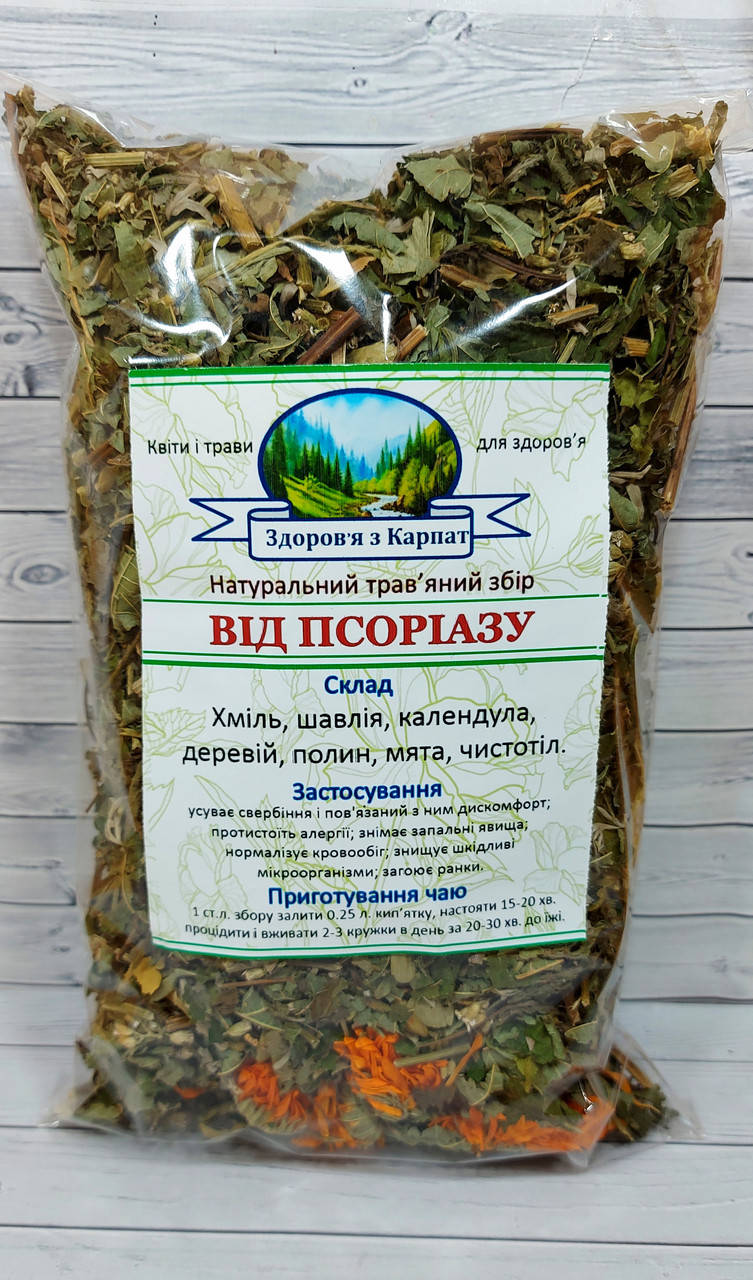 Квіти і трави
для здоров’я
Здоров'я з Карпат
Натуральний трав’яний збір
ВІД ПСОРІАЗУ
Склад
Хміль, шавлія, календула,
деревій, полин, мята, чистотіл.
Застосування
усуває свербіння і пов'язаний з ним дискомфорт;
протистоїть алергії; знімає запальні явища;
нормалізує кровообіг; знищує шкідливі
мікроорганізми; загоює ранки.
Приготування чаю
1 ст.л. збору залити 0.25 л. кип’ятку, настояти 15-20 хв.
процідити і вживати 2-3 кружки в день за 20-30 хв. до їжі.